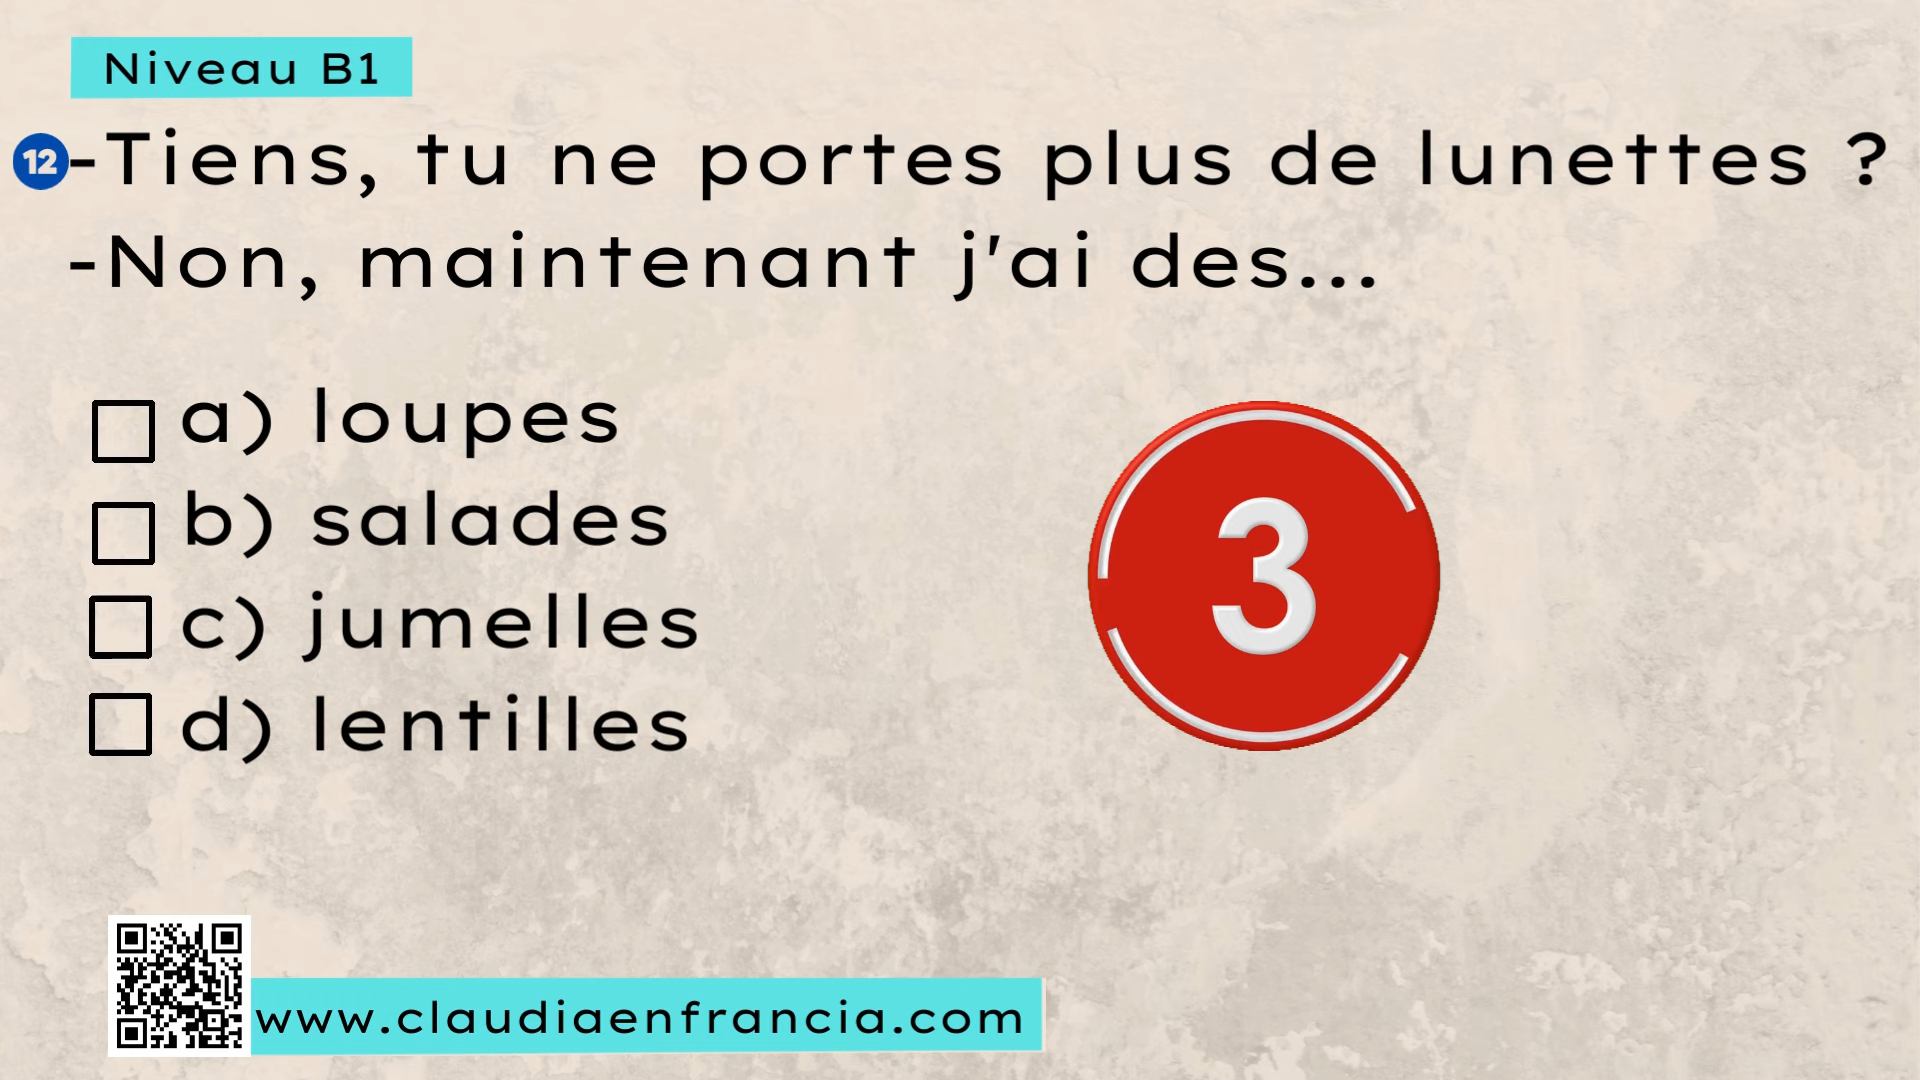 Niveau B1
12 -Tiens, tu ne portes plus de lunettes ?
-Non, maintenant j'ai des...
a) loupes
b) salades
c) jumelles
d) lentilles
3
www.claudiaenfrancia.com